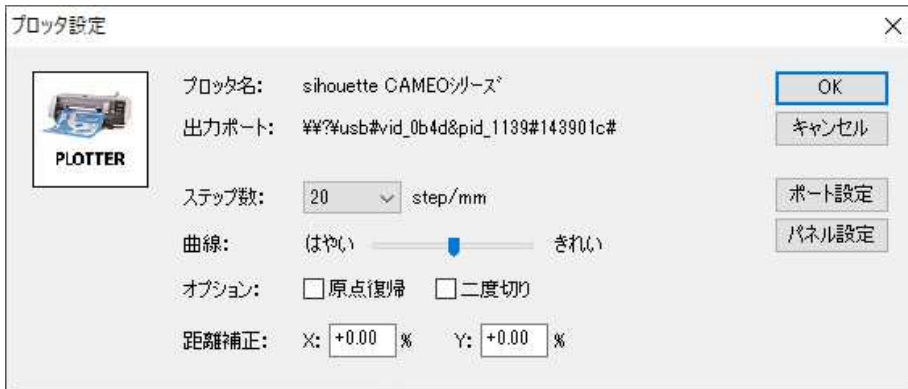 プロッタ設定
プロッタ名: sihouette CAMEOシリーズ OK
出力ポート: ¥¥?¥usb#vid_0b4d&pid_1139#143901c# キャンセル
PLOTTER
ステップ数: 20 step/mm ポート設定
曲線: はやい きれい パネル設定
オプション: 原点復帰 二度切り
距離補正: X: +0.00 % Y: +0.00 %